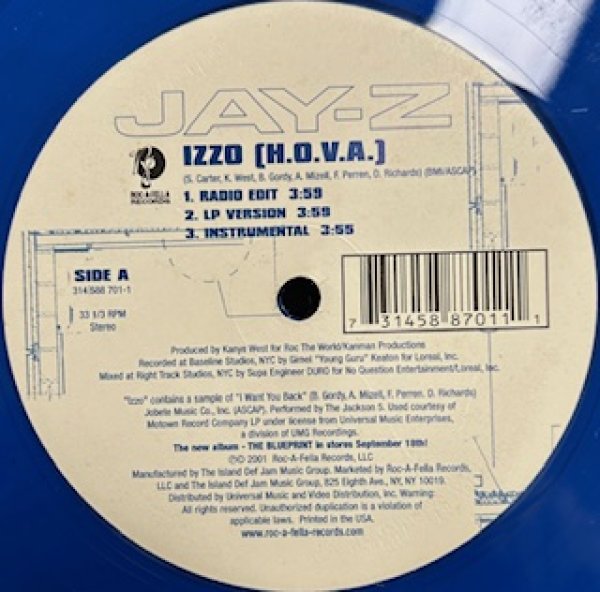 JAY-Z
IZZO (H.O.V.A.)
(S. Carter, K. West, B. Gordy, A. Mizell, F. Perren, D. Richards) (BMI/ASCAP)
ROC-A-FELLA
RECORDS
1. RADIO EDIT 3:59
2. LP VERSION 3:59
3. INSTRUMENTAL 3:55
SIDE A
314 588 701-1
33 1/3 RPM
Stereo
7 31458 87011 1
Produced by Kanye West for Roc The World/Kanman Productions
Recorded at Baseline Studios, NYC by Gimel "Young Guru" Keaton for Loreal, Inc.
Mixed at Right Track Studios, NYC by Supa Engineer DURO for No Question Entertainment/Loreal, Inc.
"Izzo" contains a sample of "I Want You Back" (B. Gordy, A. Mizell, F. Perren, D. Richards)
Jobete Music Co., Inc. (ASCAP). Performed by The Jackson 5. Used courtesy of
Motown Record Company LP under license from Universal Music Enterprises,
a division of UMG Recordings.
The new album - THE BLUEPRINT in stores September 18th!
℗© 2001 Roc-A-Fella Records, LLC
Manufactured by The Island Def Jam Music Group. Marketed by Roc-A-Fella Records,
LLC and The Island Def Jam Music Group, 825 Eighth Ave., NY, NY 10019.
Distributed by Universal Music and Video Distribution, Inc. Warning:
All rights reserved. Unauthorized duplication is a violation of
applicable laws. Printed in the USA.
www.roc-a-fella-records.com